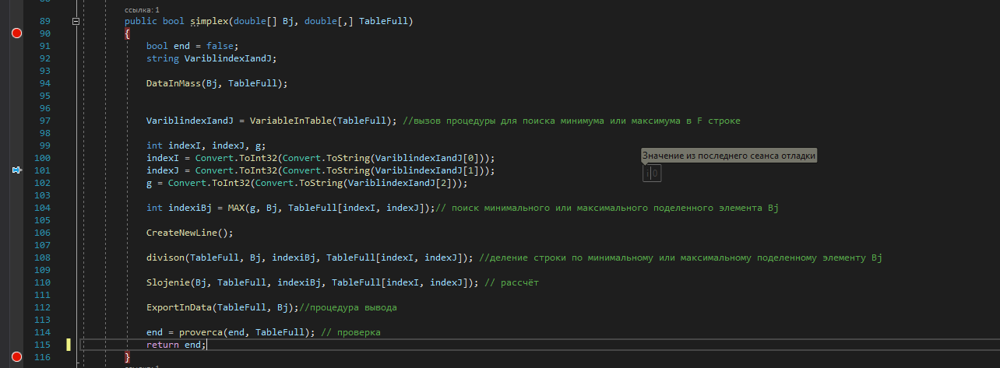 ссылка: 1
89 public bool simplex(double[] Bj, double[,] TableFull)
90 {
91 bool end = false;
92 string VariblindexIandJ;
93
94 DataInMass(Bj, TableFull);
95
96
97 VariblindexIandJ = VariableInTable(TableFull); //вызов процедуры для поиска минимума или максимума в F строке
98
99 int indexI, indexJ, g;
100 indexI = Convert.ToInt32(Convert.ToString(VariblindexIandJ[0]));
Значение из последнего сеанса отладки
101 indexJ = Convert.ToInt32(Convert.ToString(VariblindexIandJ[1]));
102 g = Convert.ToInt32(Convert.ToString(VariblindexIandJ[2]));
103
104 int indexiBj = MAX(g, Bj, TableFull[indexI, indexJ]);// поиск минимального или максимального поделенного элемента Bj
105
106 CreateNewLine();
107
108 divison(TableFull, Bj, indexiBj, TableFull[indexI, indexJ]); //деление строки по минимальному или максимальному поделенному элементу Bj
109
110 Slojenie(Bj, TableFull, indexiBj, TableFull[indexI, indexJ]); // рассчёт
111
112 ExportInData(TableFull, Bj);//процедура вывода
113
114 end = proverca(end, TableFull); // проверка
115 return end;
116 }